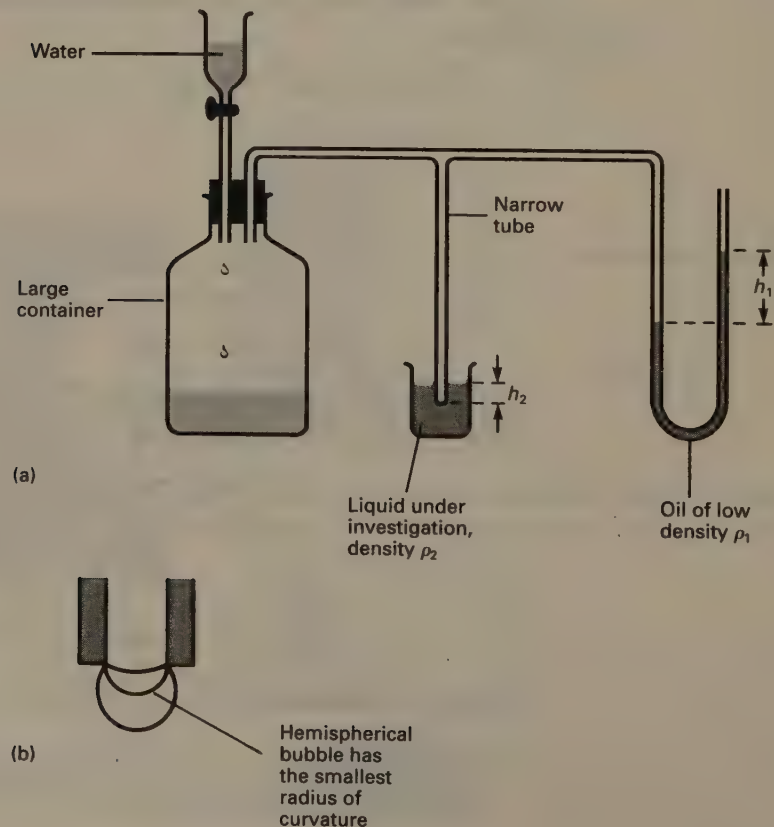 Water
Narrow
tube
h₁
Large
container
h₂
(a)
Liquid under
investigation,
density ρ₂
Oil of low
density ρ₁
(b)
Hemispherical
bubble has
the smallest
radius of
curvature